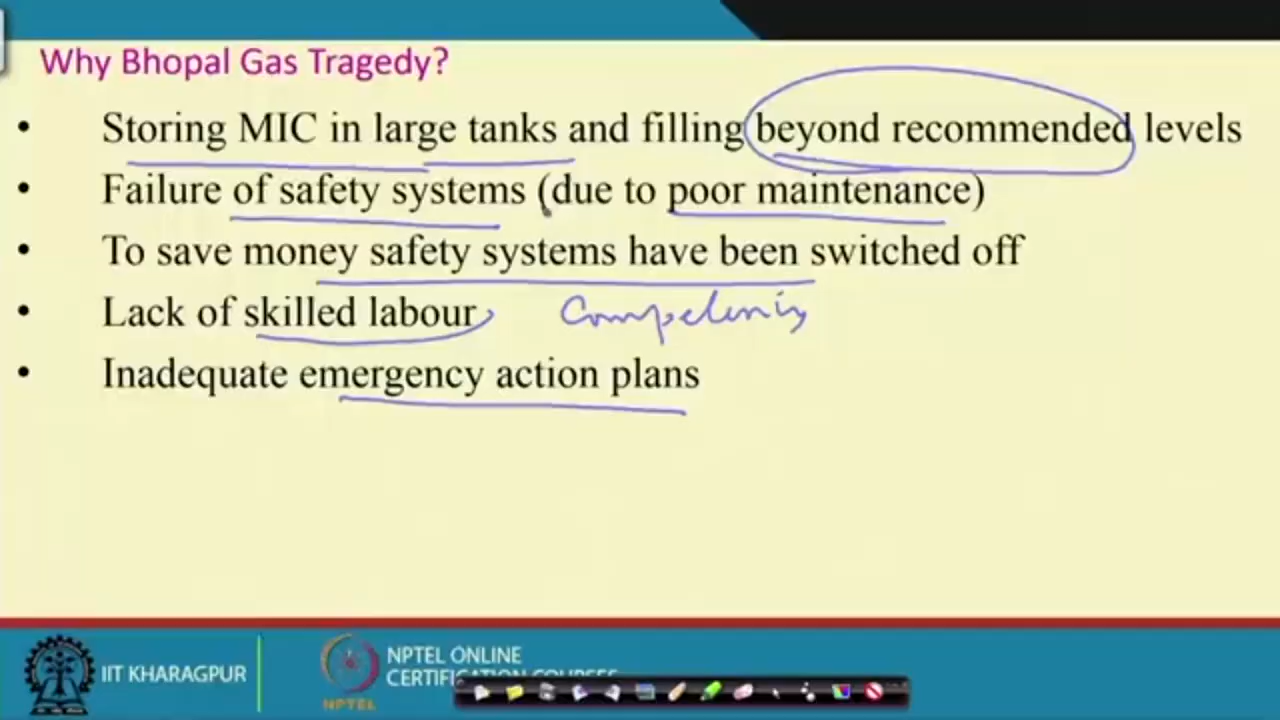 Why Bhopal Gas Tragedy?
• Storing MIC in large tanks and filling beyond recommended levels
• Failure of safety systems (due to poor maintenance)
• To save money safety systems have been switched off
• Lack of skilled labour
• Inadequate emergency action plans
IIT KHARAGPUR
NPTEL ONLINE
CERTIFICATION COURSES
NPTEL